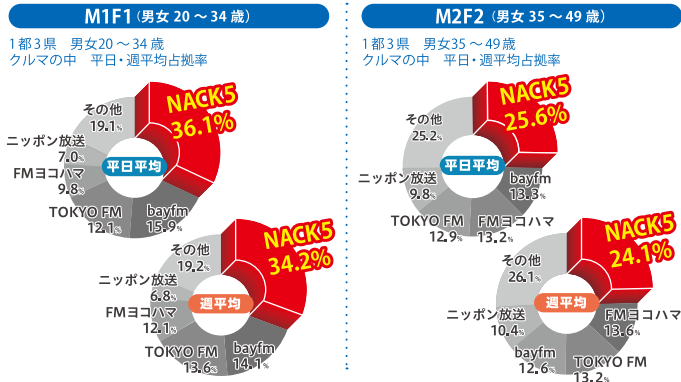 M1F1（男女 20 〜 34 歳）
1都3県　男女20 〜 34歳
クルマの中　平日・週平均占拠率
NACK5
36.1%
その他
19.1%
ニッポン放送
7.0%
FMヨコハマ
9.8%
TOKYO FM
12.1%
bayfm
15.9%
平日平均
NACK5
34.2%
その他
19.2%
ニッポン放送
6.8%
FMヨコハマ
12.1%
TOKYO FM
13.6%
bayfm
14.1%
週平均
M2F2（男女 35 〜 49 歳）
1都3県　男女35 〜 49歳
クルマの中　平日・週平均占拠率
NACK5
25.6%
その他
25.2%
ニッポン放送
9.8%
TOKYO FM
12.9%
FMヨコハマ
13.2%
bayfm
13.3%
平日平均
NACK5
24.1%
その他
26.1%
ニッポン放送
10.4%
bayfm
12.6%
TOKYO FM
13.2%
FMヨコハマ
13.6%
週平均